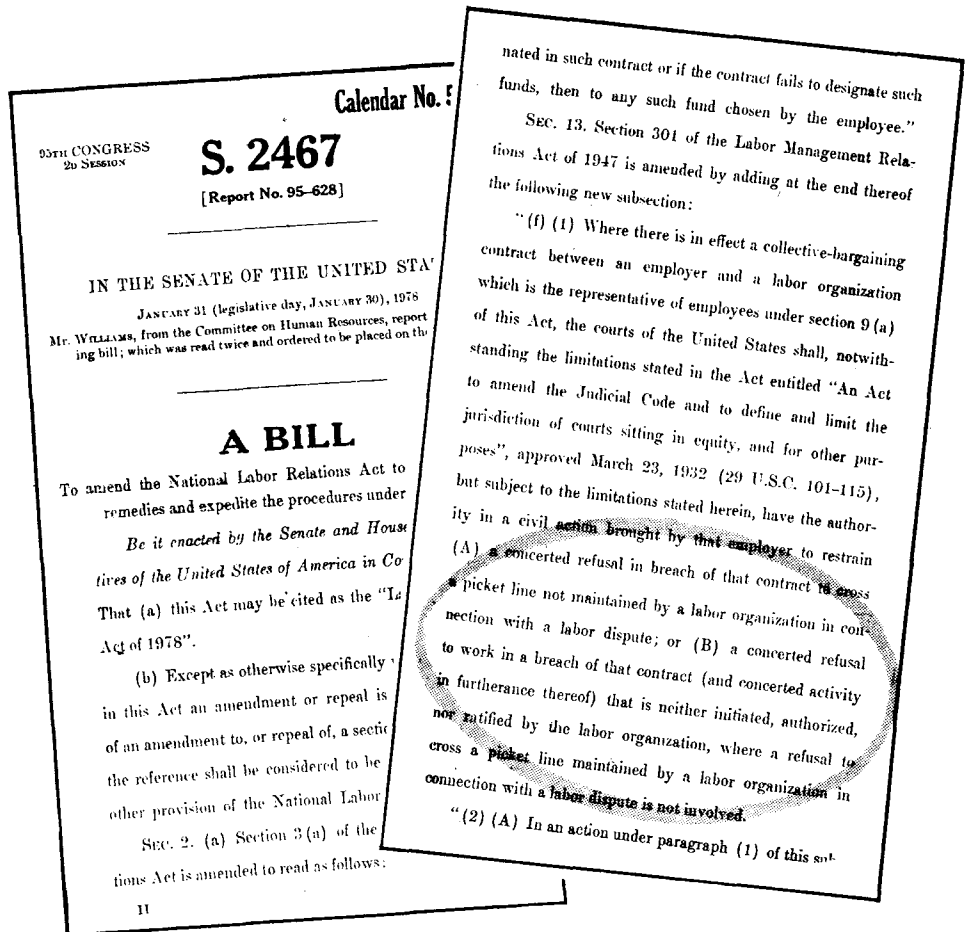 Calendar No. 5
95TH CONGRESS
2D SESSION
S. 2467
[Report No. 95–628]
IN THE SENATE OF THE UNITED STA
JANUARY 31 (legislative day, JANUARY 30), 1978
Mr. WILLIAMS, from the Committee on Human Resources, report
ing bill; which was read twice and ordered to be placed on the
A BILL
To amend the National Labor Relations Act to
remedies and expedite the procedures under
Be it enacted by the Senate and House
tives of the United States of America in Co
That (a) this Act may be cited as the "La
Act of 1978".
(b) Except as otherwise specifically
in this Act an amendment or repeal is
of an amendment to, or repeal of, a sectio
the reference shall be considered to be
other provision of the National Labor
SEC. 2. (a) Section 3(a) of the
tions Act is amended to read as follows:
II
nated in such contract or if the contract fails to designate such
funds, then to any such fund chosen by the employee."
SEC. 13. Section 301 of the Labor Management Rela-
tions Act of 1947 is amended by adding at the end thereof
the following new subsection:
"(f) (1) Where there is in effect a collective-bargaining
contract between an employer and a labor organization
which is the representative of employees under section 9(a)
of this Act, the courts of the United States shall, notwith-
standing the limitations stated in the Act entitled "An Act
to amend the Judicial Code and to define and limit the
jurisdiction of courts sitting in equity, and for other pur-
poses", approved March 23, 1932 (29 U.S.C. 101–115),
but subject to the limitations stated herein, have the author-
ity in a civil action brought by that employer to restrain
(A) a concerted refusal in breach of that contract to cross
a picket line not maintained by a labor organization in con-
nection with a labor dispute; or (B) a concerted refusal
to work in a breach of that contract (and concerted activity
in furtherance thereof) that is neither initiated, authorized,
nor ratified by the labor organization, where a refusal to
cross a picket line maintained by a labor organization in
connection with a labor dispute is not involved.
"(2) (A) In an action under paragraph (1) of this sub-